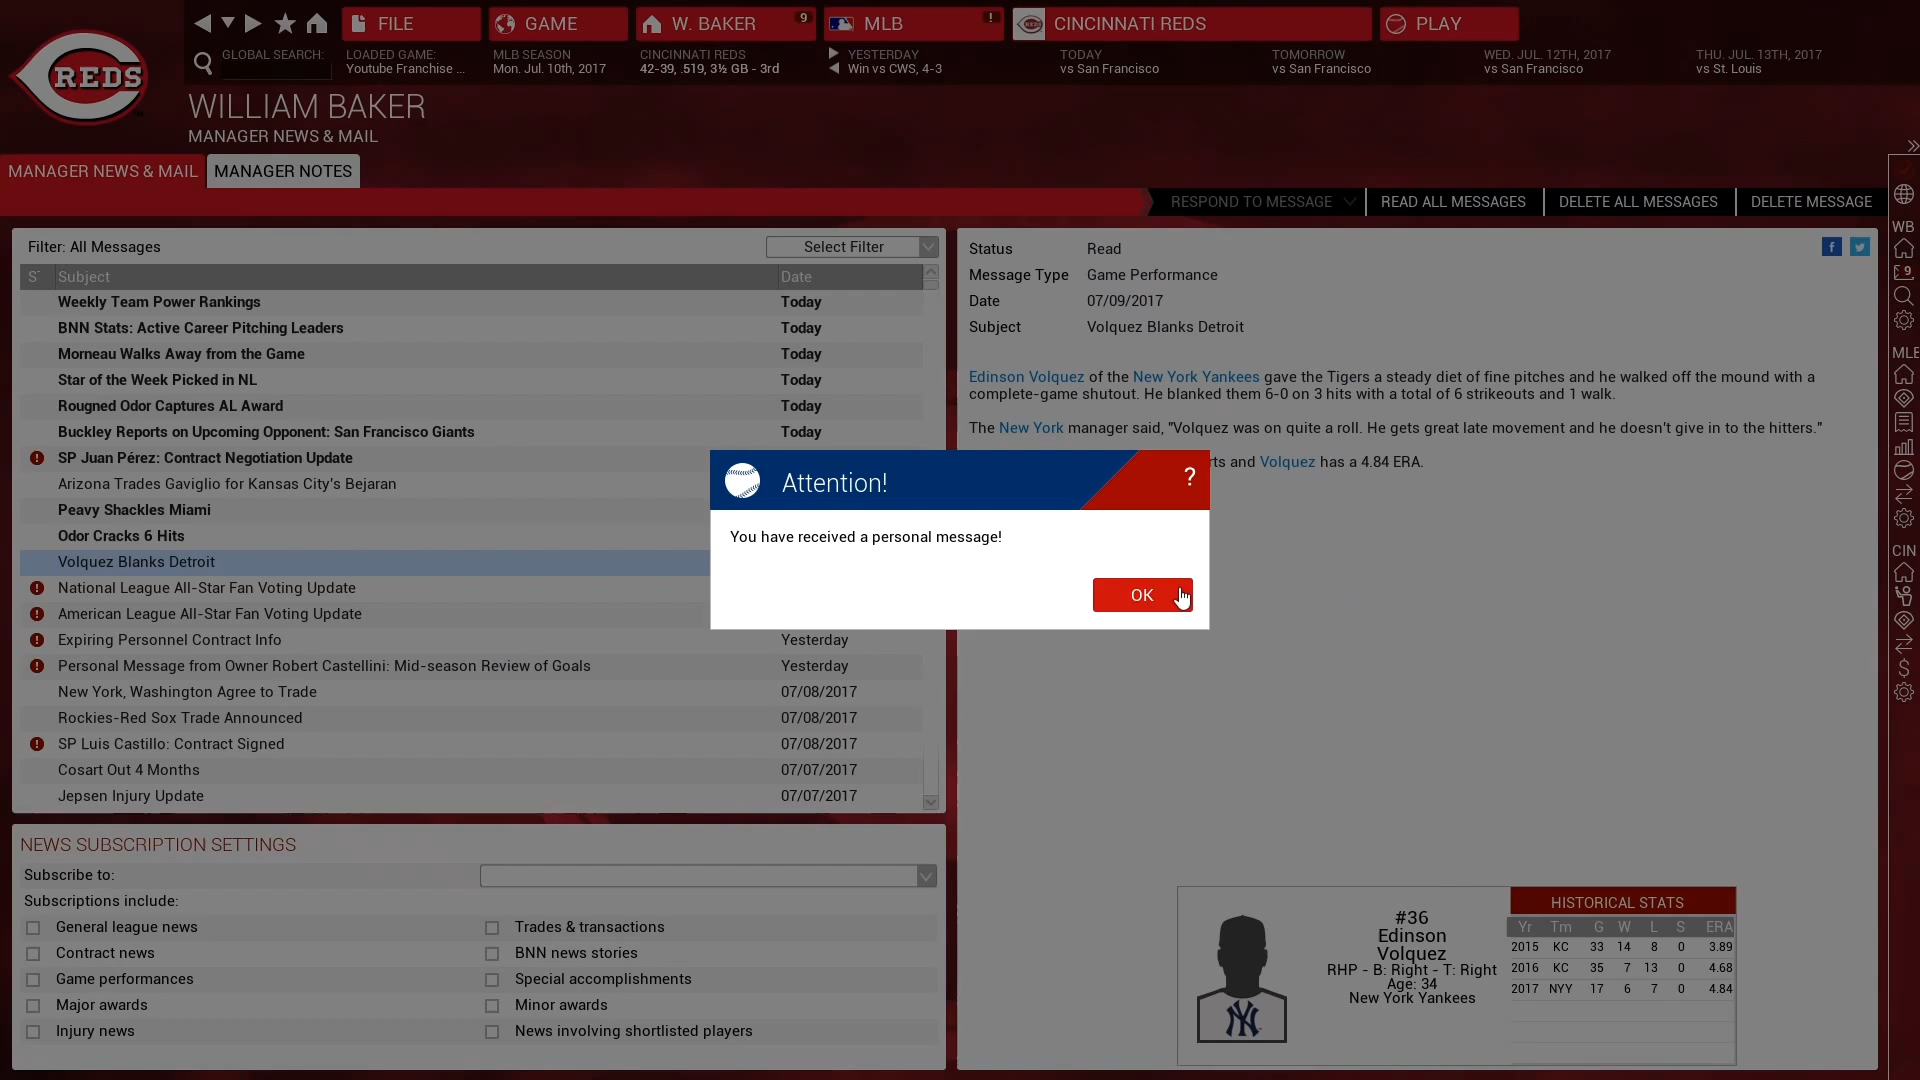 FILE
GAME
W. BAKER 9
MLB !
CINCINNATI REDS
PLAY
REDS
GLOBAL SEARCH:
LOADED GAME:
Youtube Franchise ...
MLB SEASON
Mon. Jul. 10th, 2017
CINCINNATI REDS
42-39, .519, 3½ GB - 3rd
YESTERDAY
Win vs CWS, 4-3
TODAY
vs San Francisco
TOMORROW
vs San Francisco
WED. JUL. 12TH, 2017
vs San Francisco
THU. JUL. 13TH, 2017
vs St. Louis
WILLIAM BAKER
MANAGER NEWS & MAIL
MANAGER NEWS & MAIL
MANAGER NOTES
RESPOND TO MESSAGE
READ ALL MESSAGES
DELETE ALL MESSAGES
DELETE MESSAGE
Filter: All Messages
Select Filter
Subject Date
Weekly Team Power Rankings Today
BNN Stats: Active Career Pitching Leaders Today
Morneau Walks Away from the Game Today
Star of the Week Picked in NL Today
Rougned Odor Captures AL Award Today
Buckley Reports on Upcoming Opponent: San Francisco Giants Today
SP Juan Pérez: Contract Negotiation Update
Arizona Trades Gaviglio for Kansas City's Bejaran
Peavy Shackles Miami
Odor Cracks 6 Hits
Volquez Blanks Detroit
National League All-Star Fan Voting Update
American League All-Star Fan Voting Update
Expiring Personnel Contract Info Yesterday
Personal Message from Owner Robert Castellini: Mid-season Review of Goals Yesterday
New York, Washington Agree to Trade 07/08/2017
Rockies-Red Sox Trade Announced 07/08/2017
SP Luis Castillo: Contract Signed 07/08/2017
Cosart Out 4 Months 07/07/2017
Jepsen Injury Update 07/07/2017
Status Read
Message Type Game Performance
Date 07/09/2017
Subject Volquez Blanks Detroit
Edinson Volquez of the New York Yankees gave the Tigers a steady diet of fine pitches and he walked off the mound with a
complete-game shutout. He blanked them 6-0 on 3 hits with a total of 6 strikeouts and 1 walk.
The New York manager said, "Volquez was on quite a roll. He gets great late movement and he doesn't give in to the hitters."
and Volquez has a 4.84 ERA.
Attention!
?
You have received a personal message!
OK
NEWS SUBSCRIPTION SETTINGS
Subscribe to:
Subscriptions include:
General league news
Trades & transactions
Contract news
BNN news stories
Game performances
Special accomplishments
Major awards
Minor awards
Injury news
News involving shortlisted players
#36
Edinson
Volquez
RHP - B: Right - T: Right
Age: 34
New York Yankees
HISTORICAL STATS
Yr Tm G W L S ERA
2015 KC 33 14 8 0 3.89
2016 KC 35 7 13 0 4.68
2017 NYY 17 6 7 0 4.84
WB
9
MLB
CIN
$